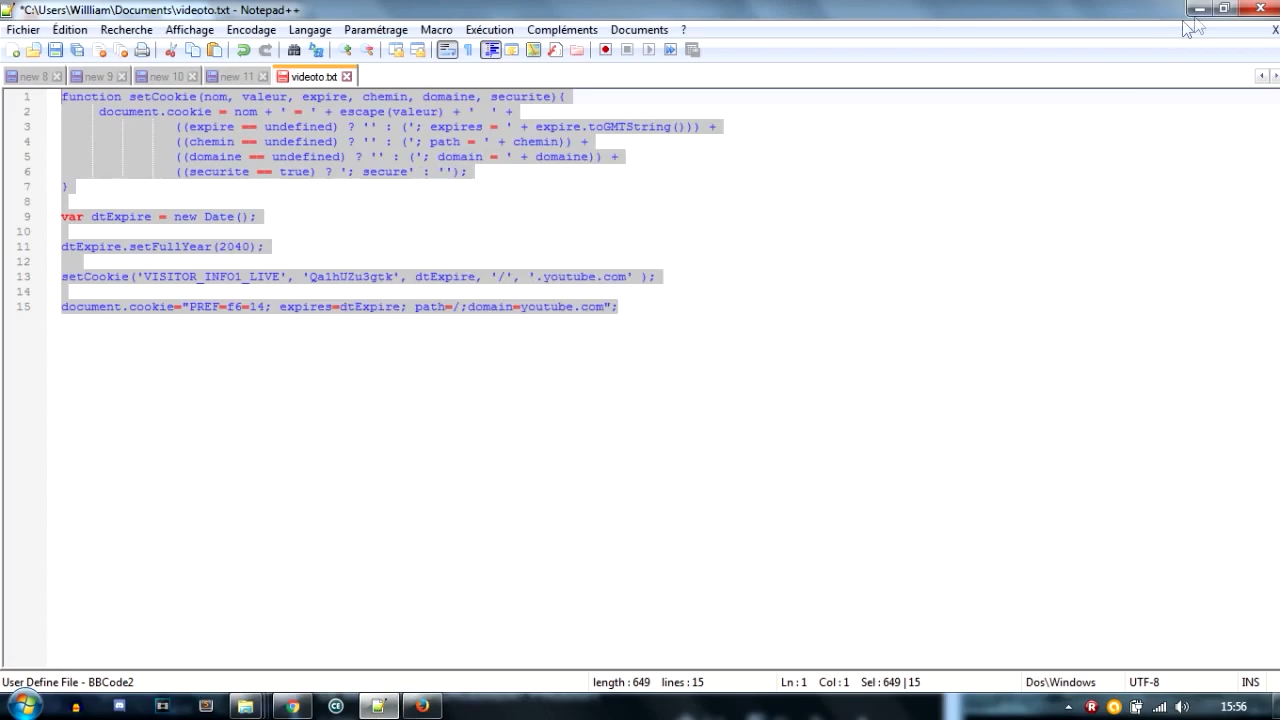 *C:\Users\Willliam\Documents\videoto.txt - Notepad++
Fichier Édition Recherche Affichage Encodage Langage Paramétrage Macro Exécution Compléments Documents ? X
new 8 new 9 new 10 new 11 videoto.txt
1 function setCookie(nom, valeur, expire, chemin, domaine, securite){
2 document.cookie = nom + ' = ' + escape(valeur) + ' ' +
3 ((expire == undefined) ? '' : ('; expires = ' + expire.toGMTString())) +
4 ((chemin == undefined) ? '' : ('; path = ' + chemin)) +
5 ((domaine == undefined) ? '' : ('; domain = ' + domaine)) +
6 ((securite == true) ? '; secure' : '');
7 }
8
9 var dtExpire = new Date();
10
11 dtExpire.setFullYear(2040);
12
13 setCookie('VISITOR_INFO1_LIVE', 'Qa1hUZu3gtk', dtExpire, '/', '.youtube.com' );
14
15 document.cookie="PREF=f6=14; expires=dtExpire; path=/;domain=youtube.com";
User Define File - BBCode2 length : 649 lines : 15 Ln : 1 Col : 1 Sel : 649 | 15 Dos\Windows UTF-8 INS
CE 15:56